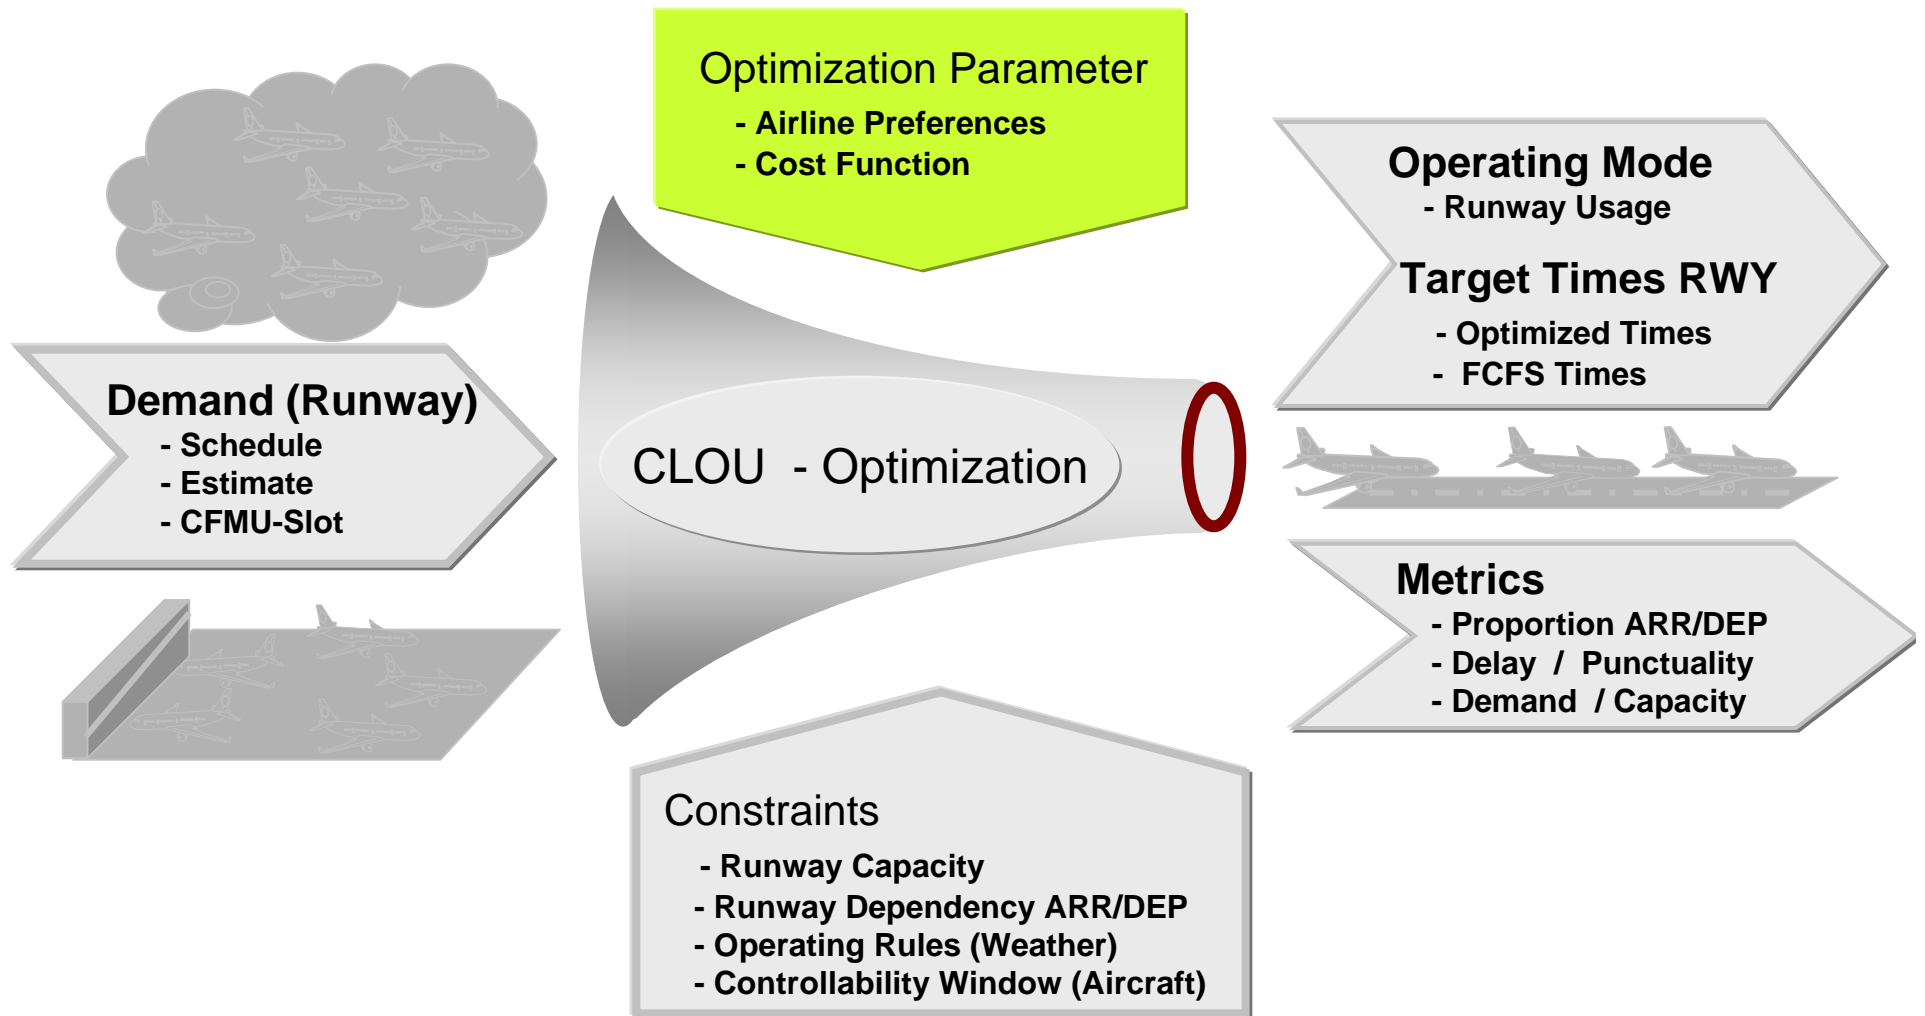 Optimization Parameter
- Airline Preferences
- Cost Function
Demand (Runway)
- Schedule
- Estimate
- CFMU-Slot
CLOU - Optimization
Operating Mode
- Runway Usage
Target Times RWY
- Optimized Times
- FCFS Times
Metrics
- Proportion ARR/DEP
- Delay / Punctuality
- Demand / Capacity
Constraints
- Runway Capacity
- Runway Dependency ARR/DEP
- Operating Rules (Weather)
- Controllability Window (Aircraft)